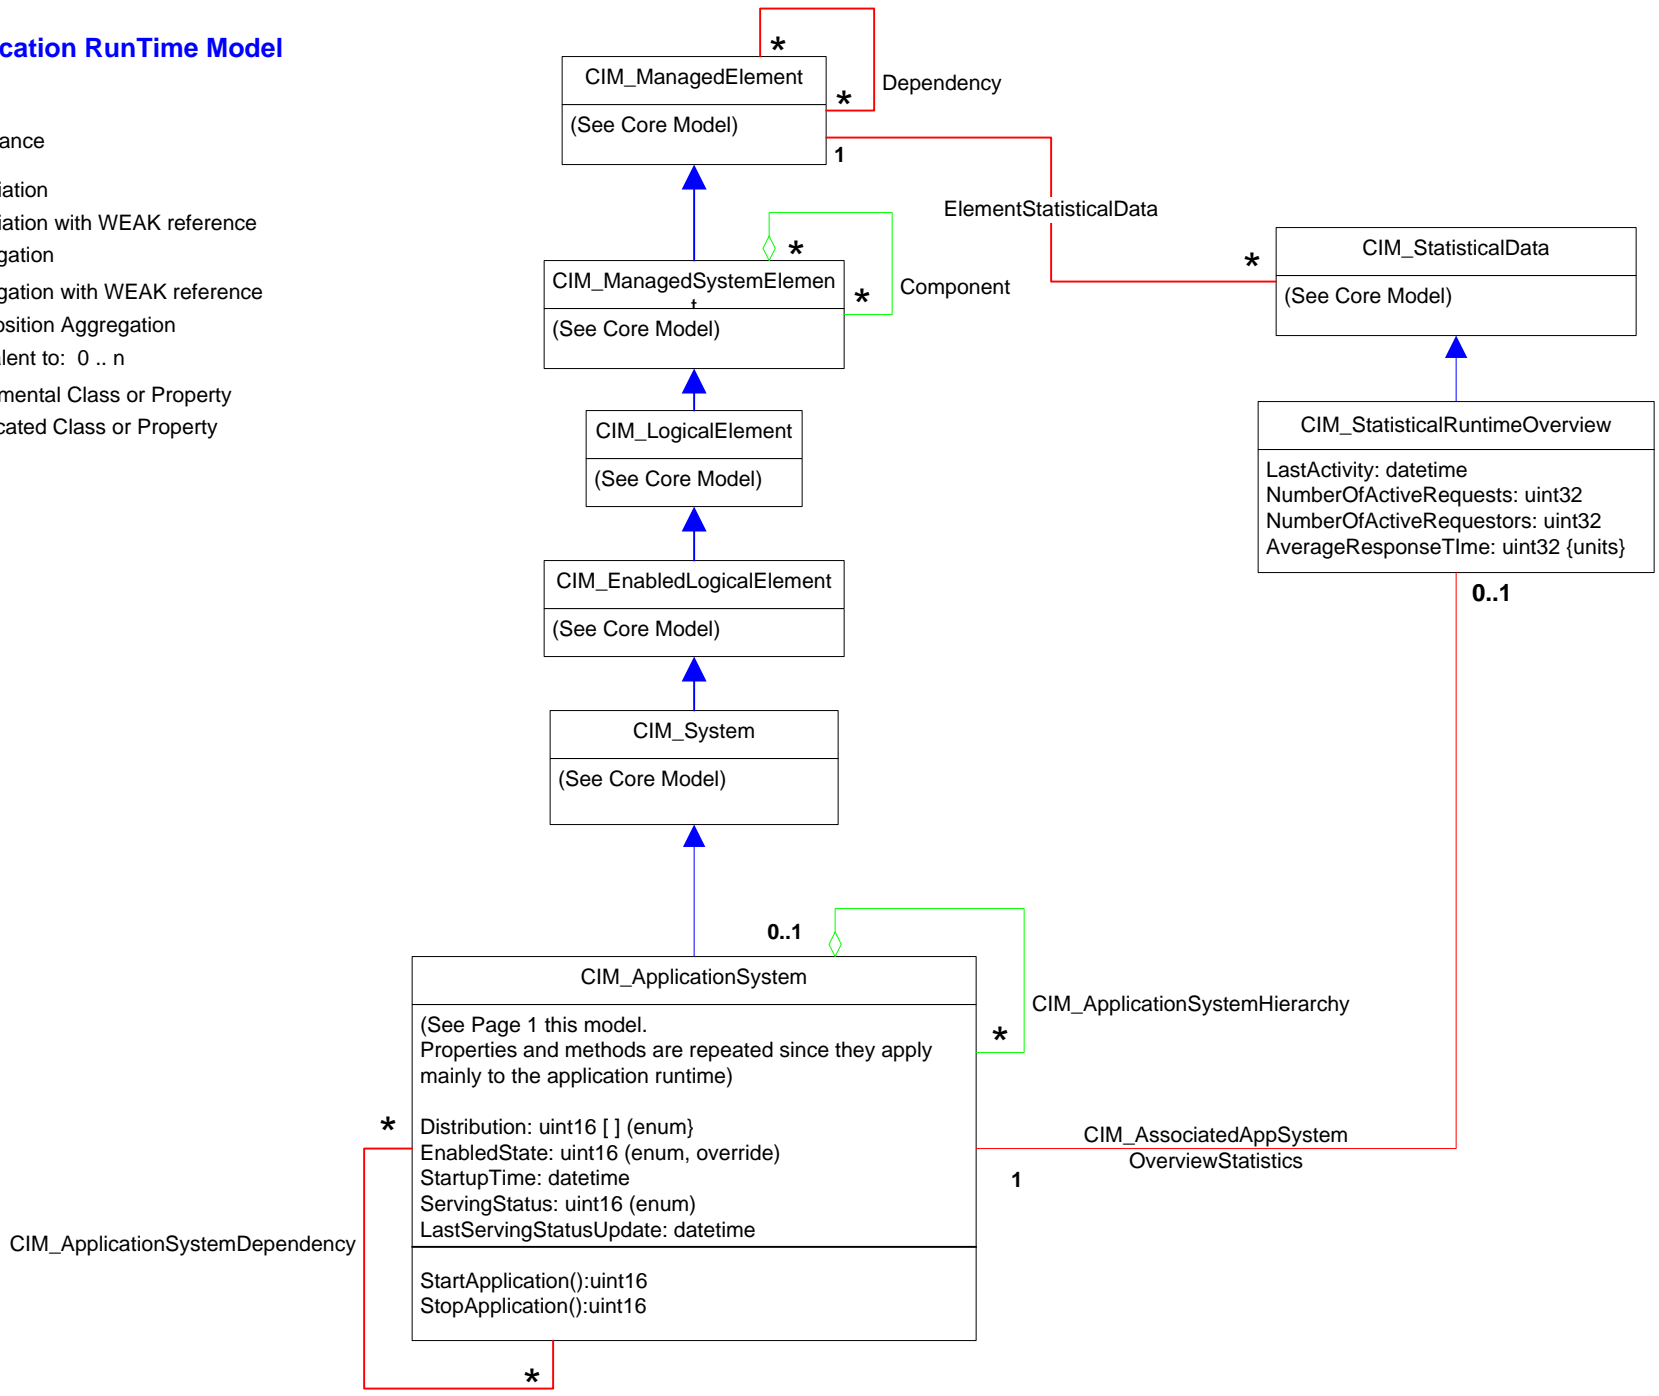 cation RunTime Model
ance
iation
iation with WEAK reference
gation
gation with WEAK reference
osition Aggregation
alent to: 0 .. n
mental Class or Property
cated Class or Property
*
CIM_ManagedElement
Dependency
*
(See Core Model)
1
ElementStatisticalData
*
CIM_ManagedSystemElemen
t
*
Component
(See Core Model)
*
CIM_StatisticalData
(See Core Model)
CIM_LogicalElement
(See Core Model)
CIM_StatisticalRuntimeOverview
LastActivity: datetime
NumberOfActiveRequests: uint32
NumberOfActiveRequestors: uint32
AverageResponseTIme: uint32 {units}
0..1
CIM_EnabledLogicalElement
(See Core Model)
CIM_System
(See Core Model)
0..1
CIM_ApplicationSystem
CIM_ApplicationSystemHierarchy
*
(See Page 1 this model.
Properties and methods are repeated since they apply
mainly to the application runtime)
*
Distribution: uint16 [ ] (enum}
EnabledState: uint16 (enum, override)
StartupTime: datetime
ServingStatus: uint16 (enum)
LastServingStatusUpdate: datetime
CIM_AssociatedAppSystem
OverviewStatistics
1
CIM_ApplicationSystemDependency
StartApplication():uint16
StopApplication():uint16
*